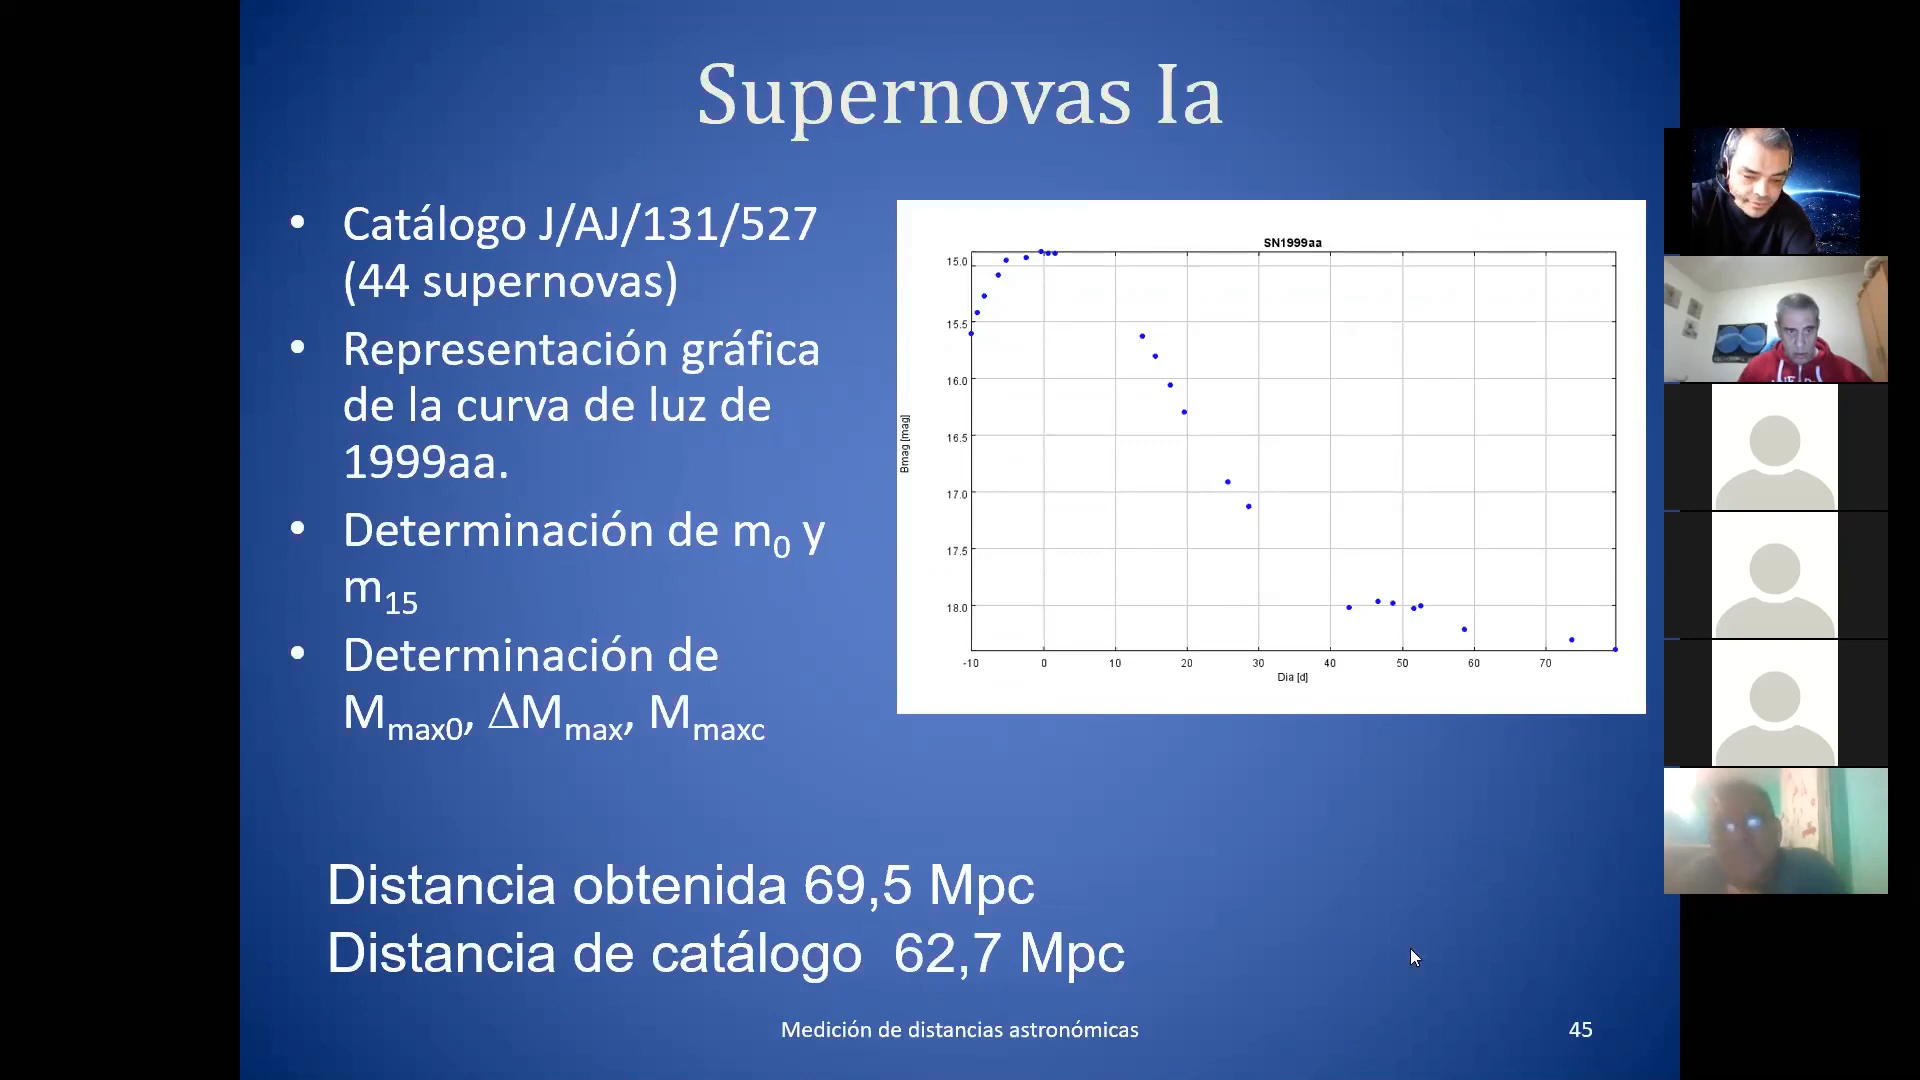 Supernovas Ia
• Catálogo J/AJ/131/527
(44 supernovas)
• Representación gráfica
de la curva de luz de
1999aa.
• Determinación de m0 y
m15
• Determinación de
Mmax0, ΔMmax, Mmaxc
SN1999aa
15.0
15.5
16.0
16.5
17.0
17.5
18.0
Bmag [mag]
-10 0 10 20 30 40 50 60 70
Dia [d]
Distancia obtenida 69,5 Mpc
Distancia de catálogo 62,7 Mpc
Medición de distancias astronómicas
45